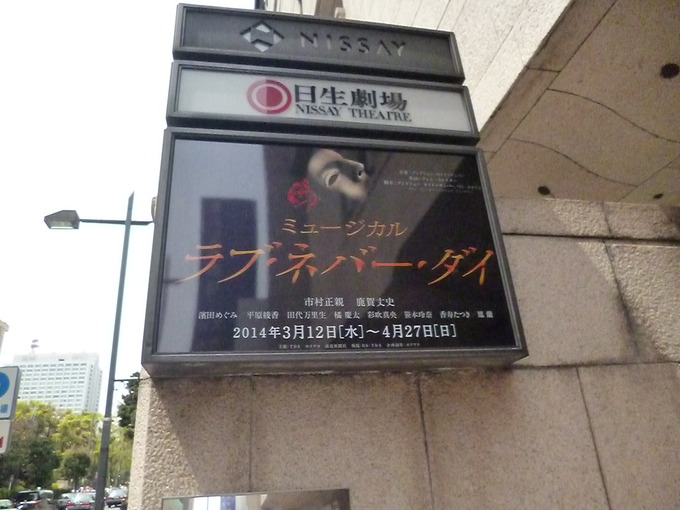 NISSAY
日生劇場
NISSAY THEATRE
ミュージカル
ラブ・ネバー・ダイ
市村正親 鹿賀丈史
濱田めぐみ 平原綾香 田代万里生 橘慶太 彩吹真央 笹本玲奈 香寿たつき 鳳蘭
2014年3月12日[水]~4月27日[日]